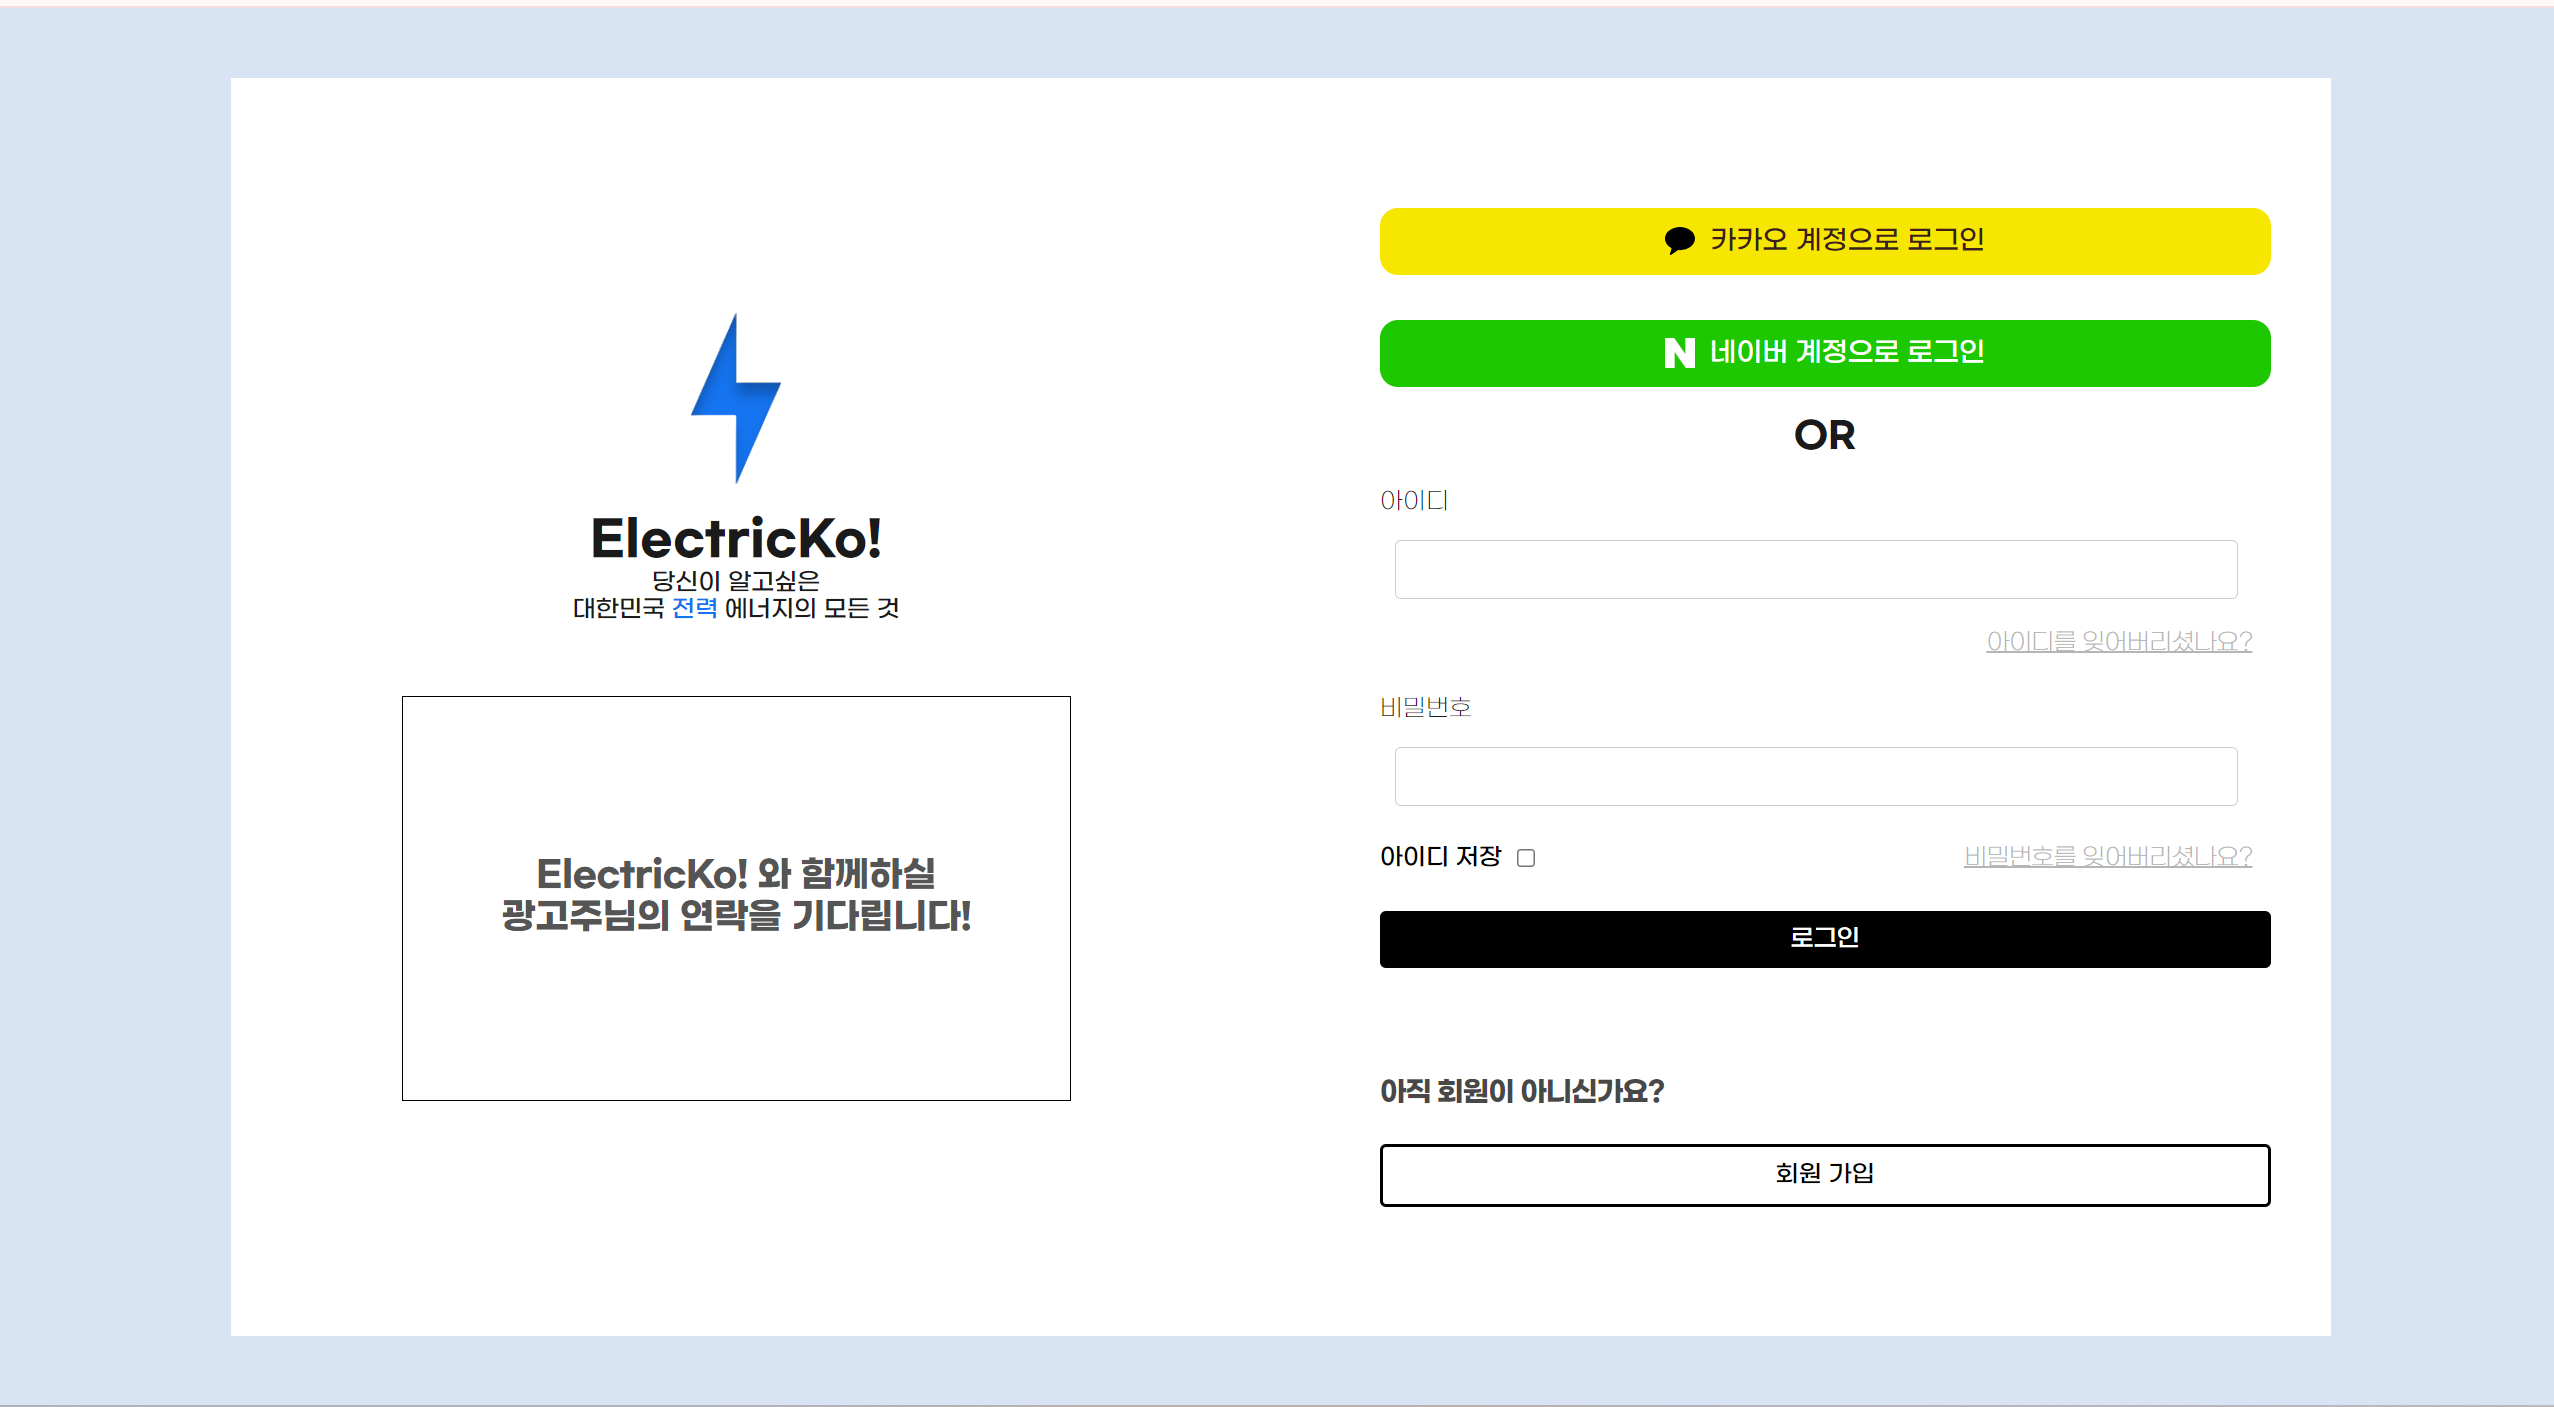 ElectricKo!
당신이 알고싶은
대한민국 전력 에너지의 모든 것
ElectricKo! 와 함께하실
광고주님의 연락을 기다립니다!
카카오 계정으로 로그인
N 네이버 계정으로 로그인
OR
아이디
아이디를 잊어버리셨나요?
비밀번호
아이디 저장
비밀번호를 잊어버리셨나요?
로그인
아직 회원이 아니신가요?
회원 가입